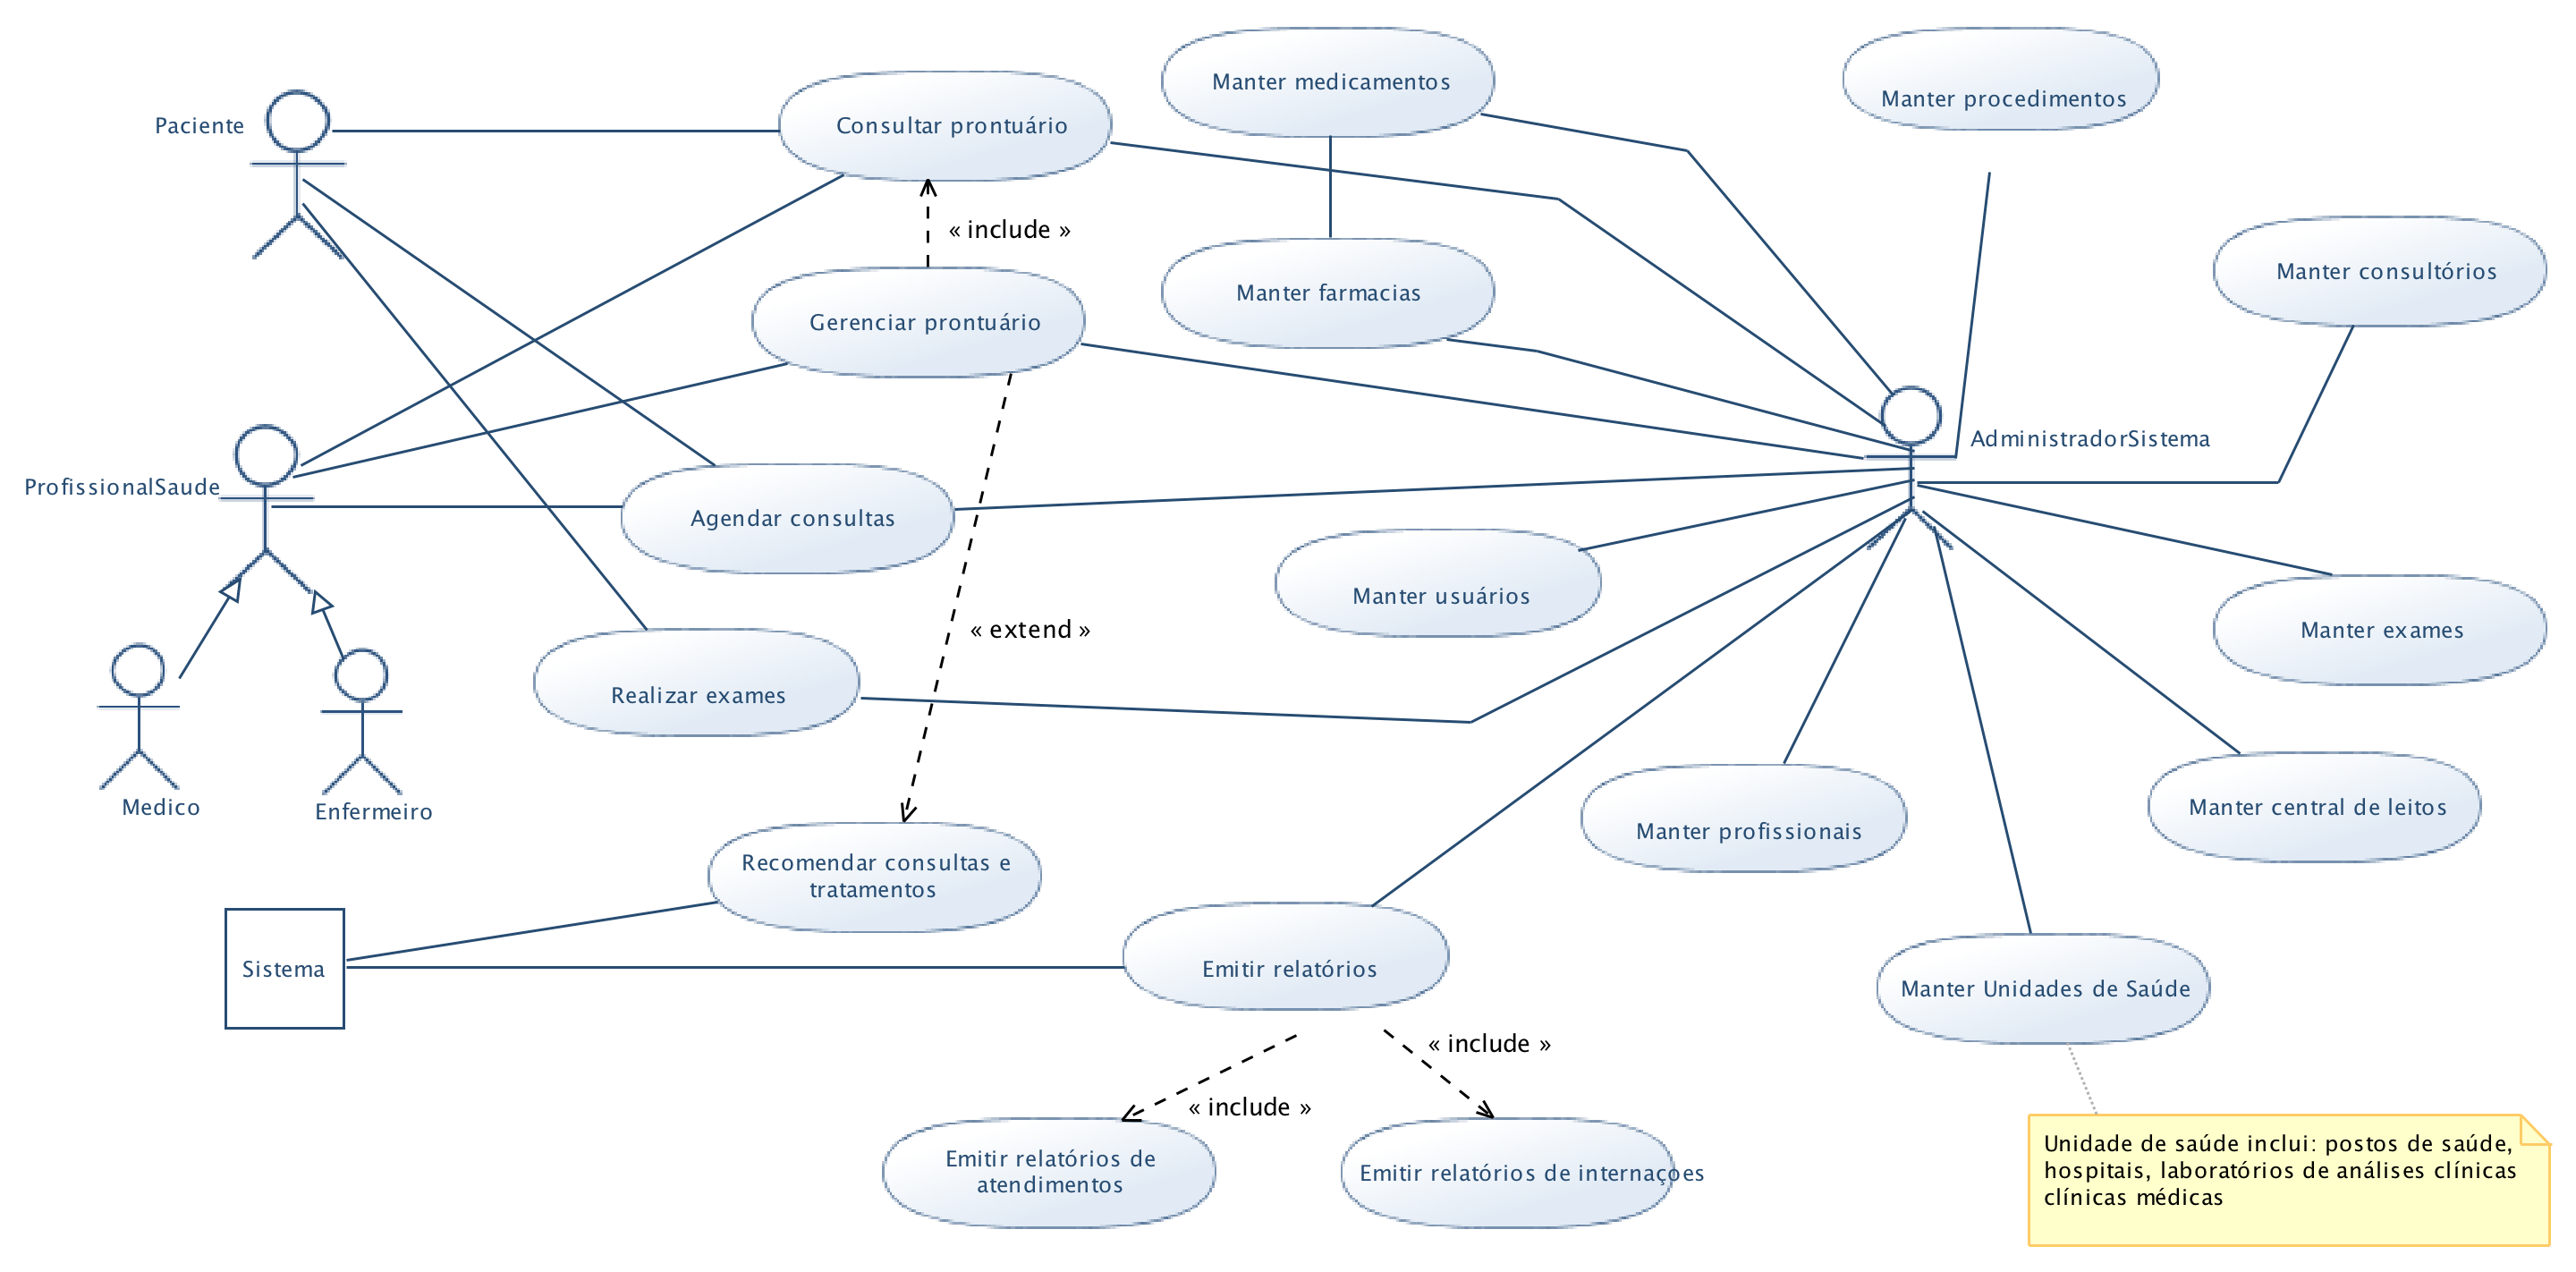 Manter medicamentos
Manter procedimentos
Paciente
Consultar prontuário
« include »
Manter consultórios
Manter farmacias
Gerenciar prontuário
AdministradorSistema
ProfissionalSaude
Agendar consultas
Manter usuários
« extend »
Manter exames
Realizar exames
Medico
Enfermeiro
Manter central de leitos
Manter profissionais
Recomendar consultas e
tratamentos
Sistema
Emitir relatórios
Manter Unidades de Saúde
« include »
« include »
Emitir relatórios de
atendimentos
Emitir relatórios de internaçoes
Unidade de saúde inclui: postos de saúde,
hospitais, laboratórios de análises clínicas
clínicas médicas